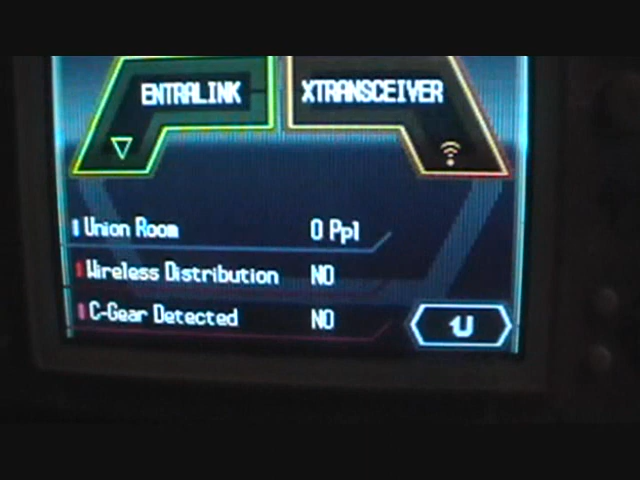 ENTRALINK
XTRANSCEIVER
Union Room 0 Ppl
Wireless Distribution NO
C-Gear Detected NO